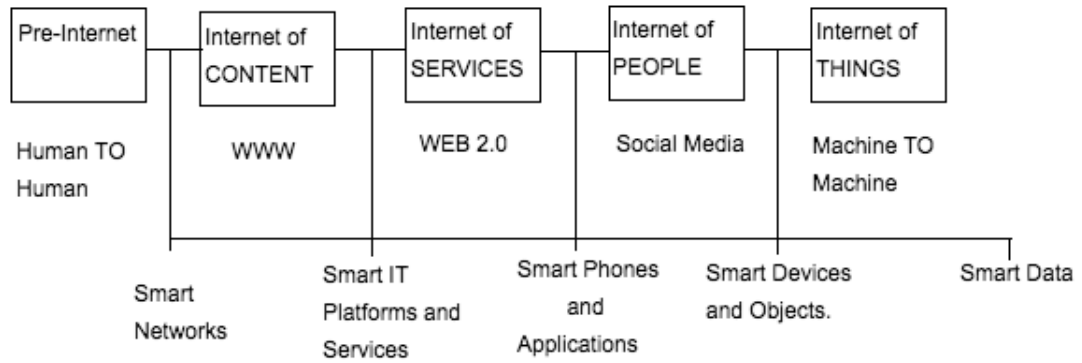 Pre-Internet
Internet of
CONTENT
Internet of
SERVICES
Internet of
PEOPLE
Internet of
THINGS
Human TO
Human
WWW
WEB 2.0
Social Media
Machine TO
Machine
Smart
Networks
Smart IT
Platforms and
Services
Smart Phones
and
Applications
Smart Devices
and Objects.
Smart Data